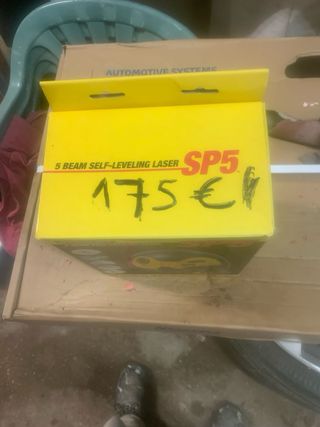 AUTOMOTIVE SYSTEMS
5 BEAM SELF-LEVELING LASER SP5
175 €